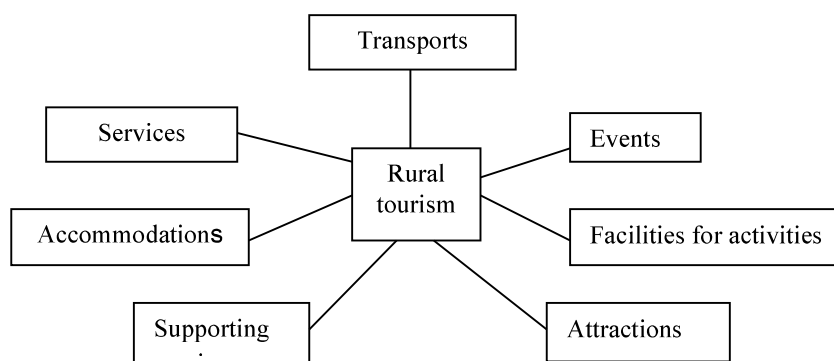 Transports
Services
Events
Rural
tourism
Accommodations
Facilities for activities
Supporting
Attractions